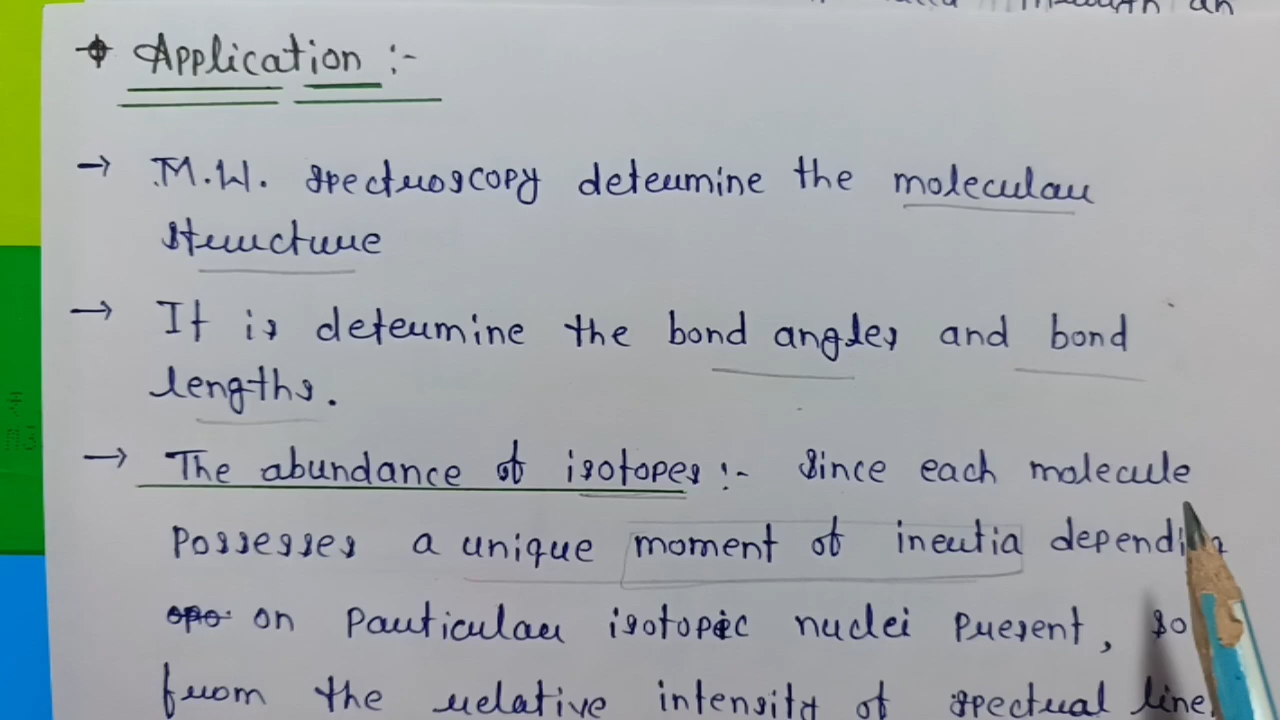 Application :-
→ M.W. spectroscopy determine the molecular
structure
→ It is determine the bond angles and bond
lengths.
→ The abundance of isotopes :- Since each molecule
possesses a unique moment of inertia depending
on particular isotopic nuclei present, so
from the relative intensity of spectral line